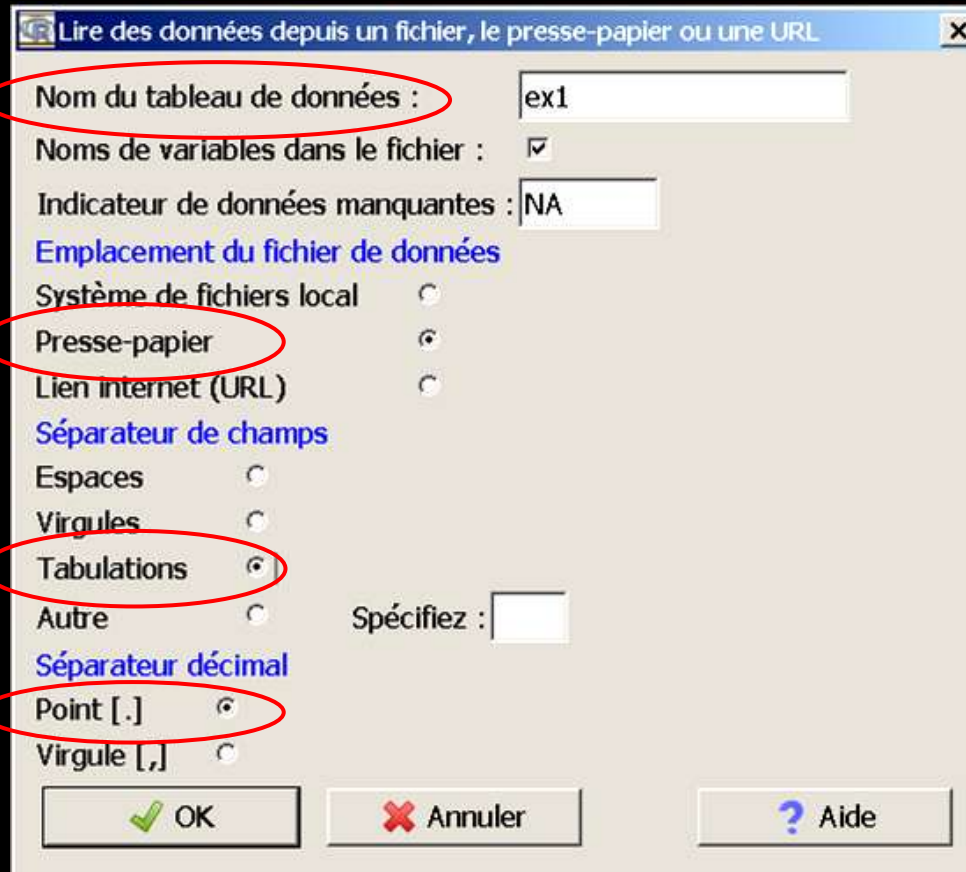 Lire des données depuis un fichier, le presse-papier ou une URL
Nom du tableau de données : ex1
Noms de variables dans le fichier :
Indicateur de données manquantes : NA
Emplacement du fichier de données
Système de fichiers local
Presse-papier
Lien internet (URL)
Séparateur de champs
Espaces
Virgules
Tabulations
Autre Spécifiez :
Séparateur décimal
Point [.]
Virgule [,]
OK Annuler ? Aide